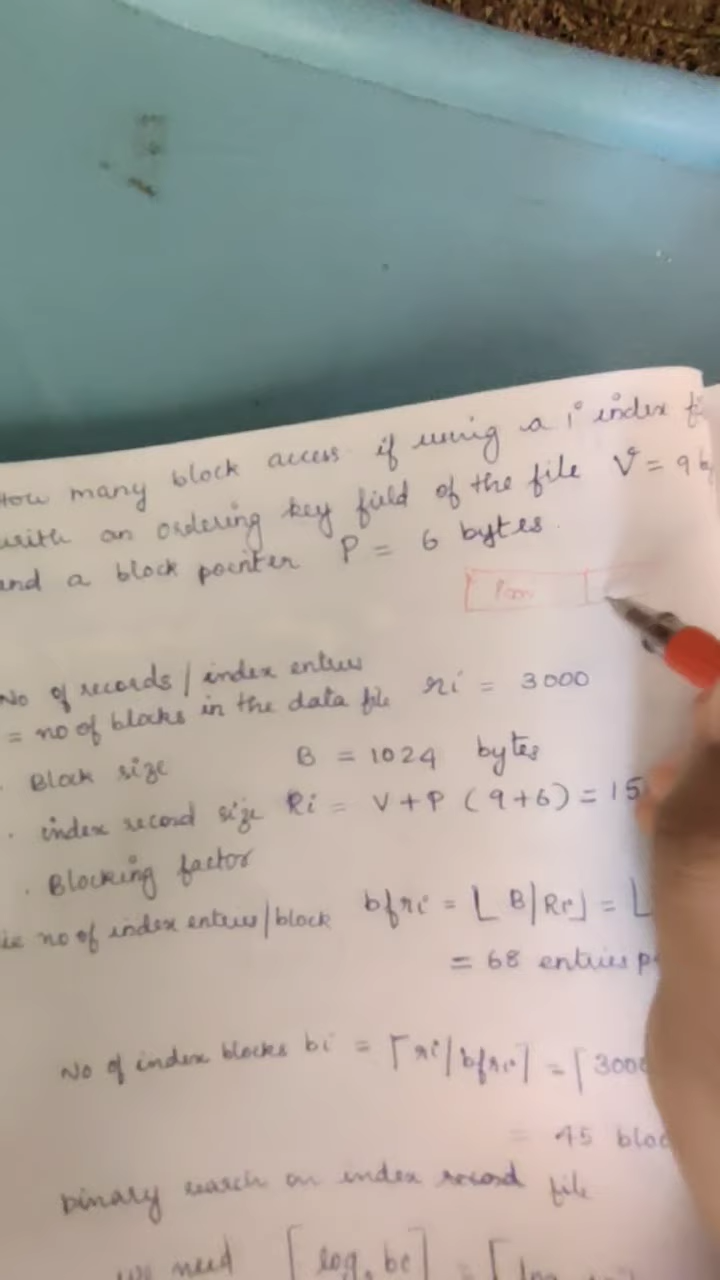 How many block access if using a 1° index fi
with an ordering key field of the file V = 9 b
and a block pointer P = 6 bytes.
No of records / index entries
= no of blocks in the data file ri = 3000
. Block size B = 1024 bytes
. index record size Ri = V + P (9+6) = 15
. Blocking factor
ie no of index entries/block bfri = ⌊ B/Ri⌋ = ⌊
= 68 entries p
No of index blocks bi = ⌈ ri/bfri⌉ = ⌈ 3000
= 45 bloc
binary search on index record file
we need ⌈ log₂ bi⌉ = ⌈ log